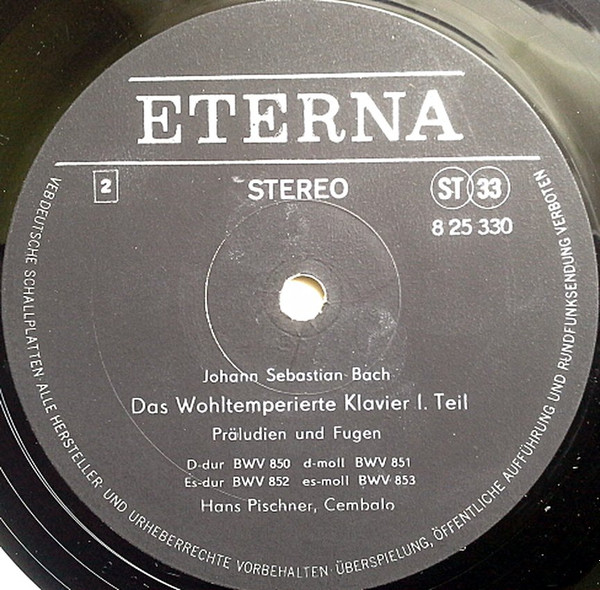 ETERNA
2 STEREO ST 33
8 25 330
Johann Sebastian Bach
Das Wohltemperierte Klavier I. Teil
Präludien und Fugen
D-dur BWV 850 d-moll BWV 851
Es-dur BWV 852 es-moll BWV 853
Hans Pischner, Cembalo
VEB DEUTSCHE SCHALLPLATTEN · ALLE HERSTELLER- UND URHEBERRECHTE VORBEHALTEN · ÜBERSPIELUNG, ÖFFENTLICHE AUFFÜHRUNG UND RUNDFUNKSENDUNG VERBOTEN